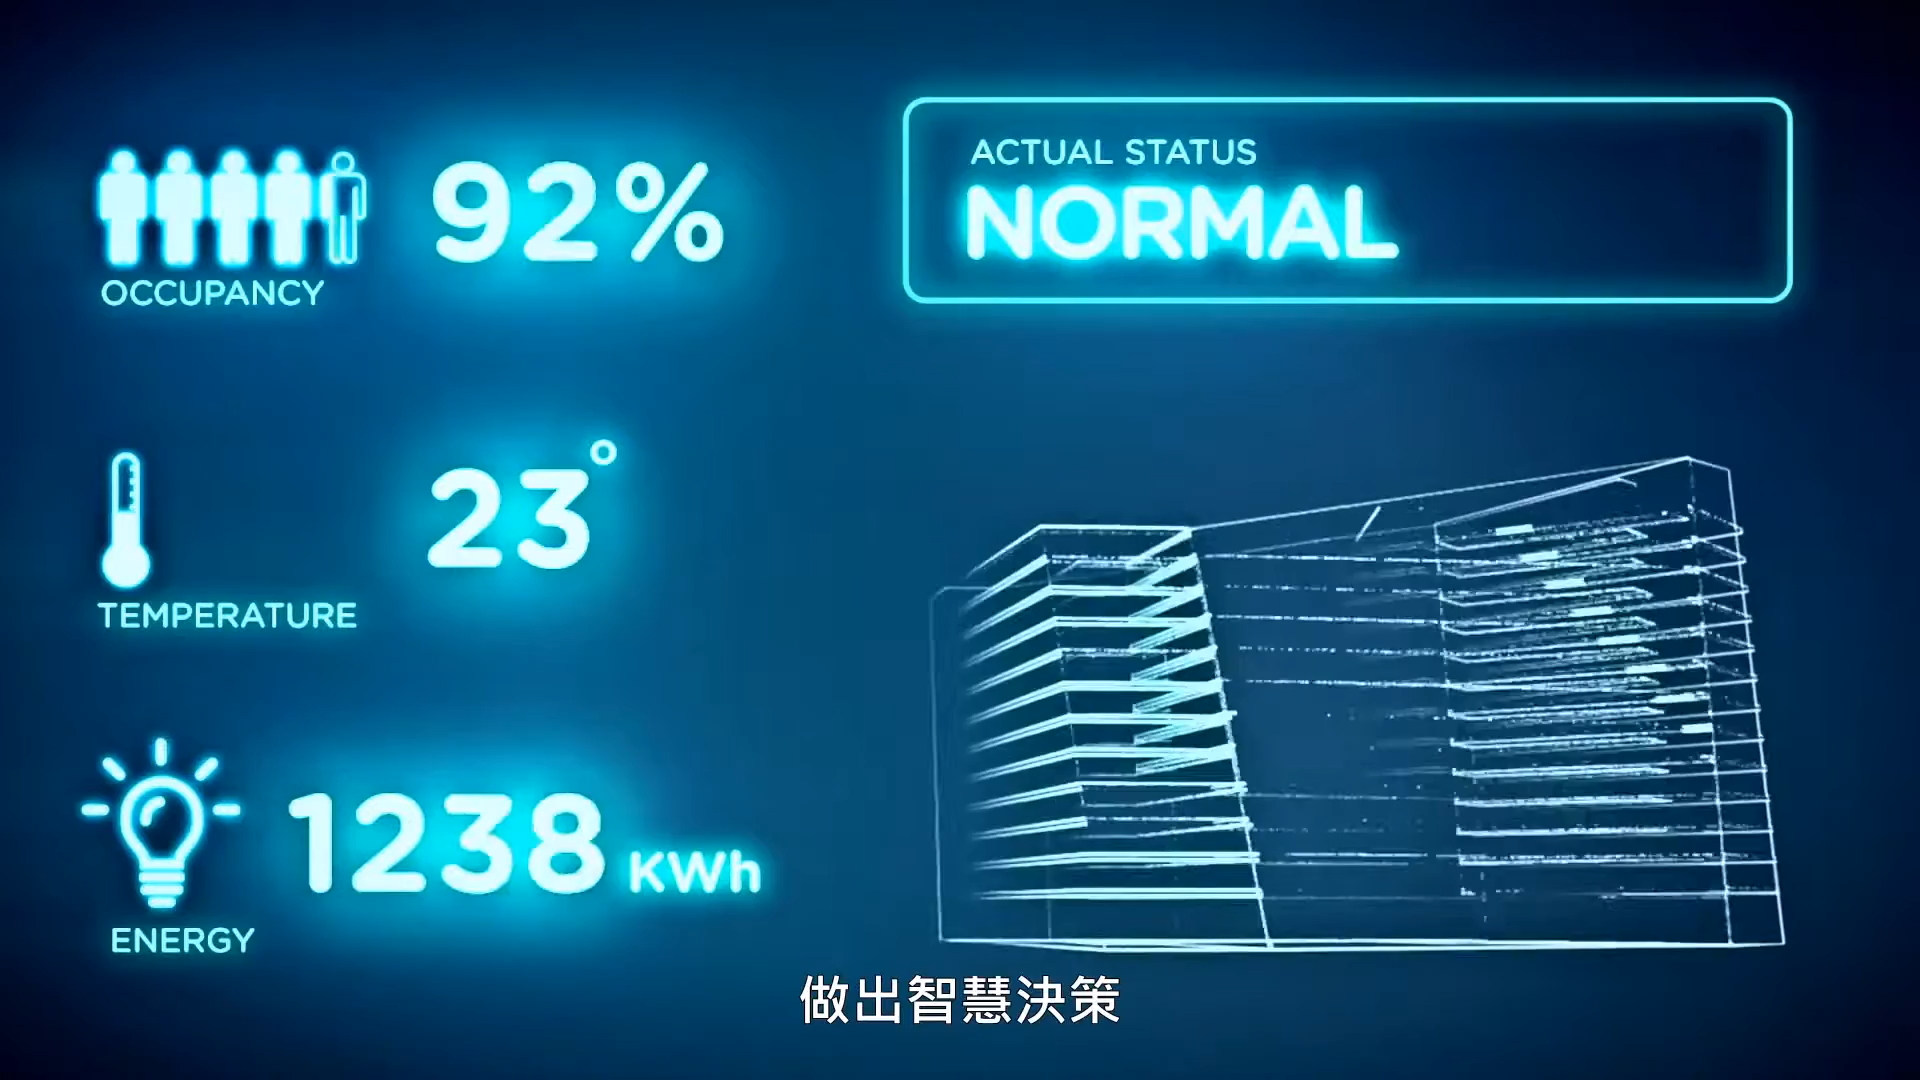 92%
OCCUPANCY
ACTUAL STATUS
NORMAL
23°
TEMPERATURE
1238 KWh
ENERGY
做出智慧決策